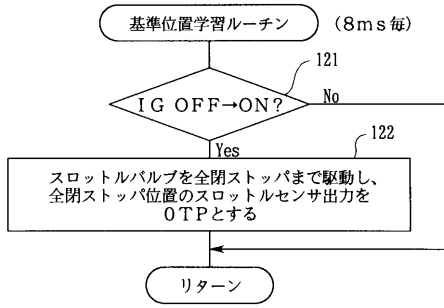 基準位置学習ルーチン
(8ms毎)
121
IG OFF→ON?
No
Yes
122
スロットルバルブを全閉ストッパまで駆動し、
全閉ストッパ位置のスロットルセンサ出力を
OTPとする
リターン